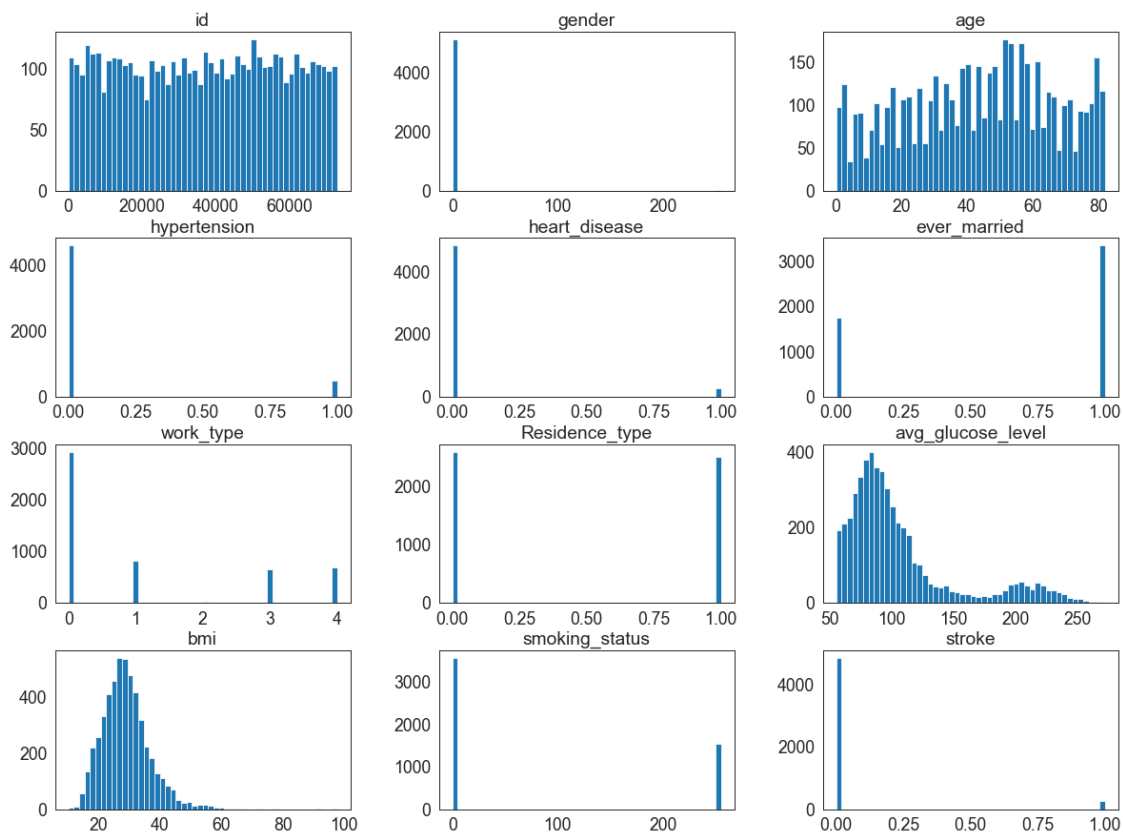 id
gender
age
100
50
0
0 20000 40000 60000
4000
2000
0
0 100 200
150
100
50
0
0 20 40 60 80
hypertension
heart_disease
ever_married
4000
2000
0
0.00 0.25 0.50 0.75 1.00
4000
2000
0
0.00 0.25 0.50 0.75 1.00
3000
2000
1000
0
0.00 0.25 0.50 0.75 1.00
work_type
Residence_type
avg_glucose_level
3000
2000
1000
0
0 1 2 3 4
2000
1000
0
0.00 0.25 0.50 0.75 1.00
400
200
0
50 100 150 200 250
bmi
smoking_status
stroke
400
200
0
20 40 60 80 100
3000
2000
1000
0
0 100 200
4000
2000
0
0.00 0.25 0.50 0.75 1.00